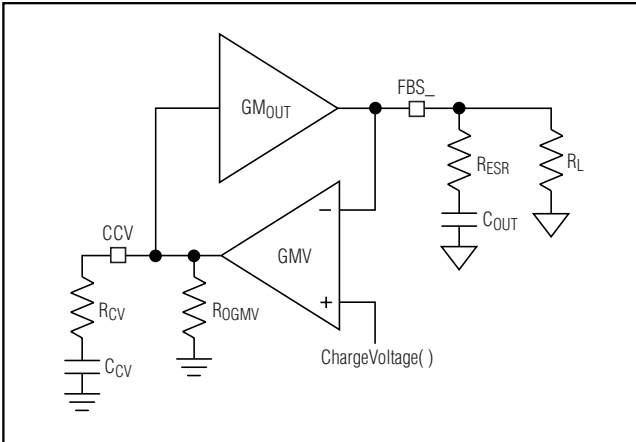 FBS_
GMOUT
RESR
RL
COUT
CCV
GMV
–
+
RCV
ROGMV
CCV
ChargeVoltage( )